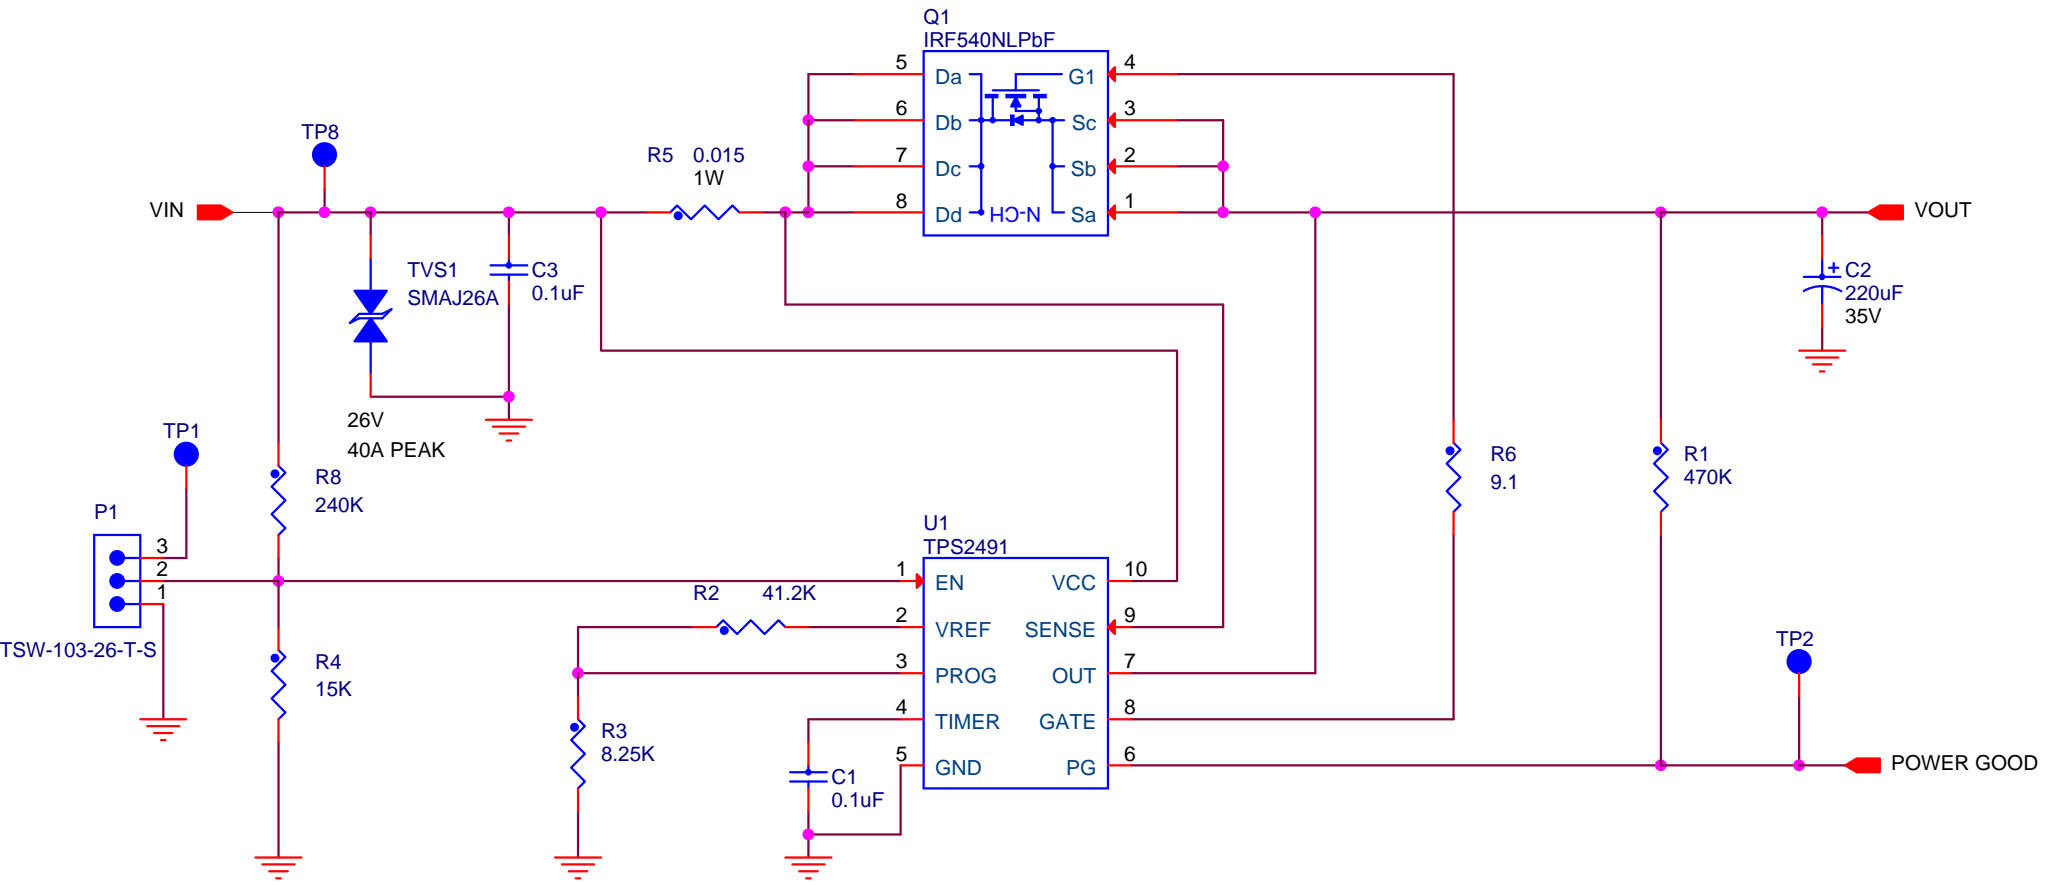 Q1
IRF540NLPbF
5 Da G1 4
6 Db Sc 3
7 Dc Sb 2
8 Dd N-CH Sa 1
TP8
R5 0.015
1W
VIN
VOUT
TVS1
SMAJ26A
C3
0.1uF
+ C2
220uF
35V
26V
40A PEAK
TP1
R8
240K
R6
9.1
R1
470K
P1
3
2
1
TSW-103-26-T-S
U1
TPS2491
1 EN VCC 10
R2 41.2K
2 VREF SENSE 9
3 PROG OUT 7
4 TIMER GATE 8
5 GND PG 6
R4
15K
R3
8.25K
C1
0.1uF
TP2
POWER GOOD